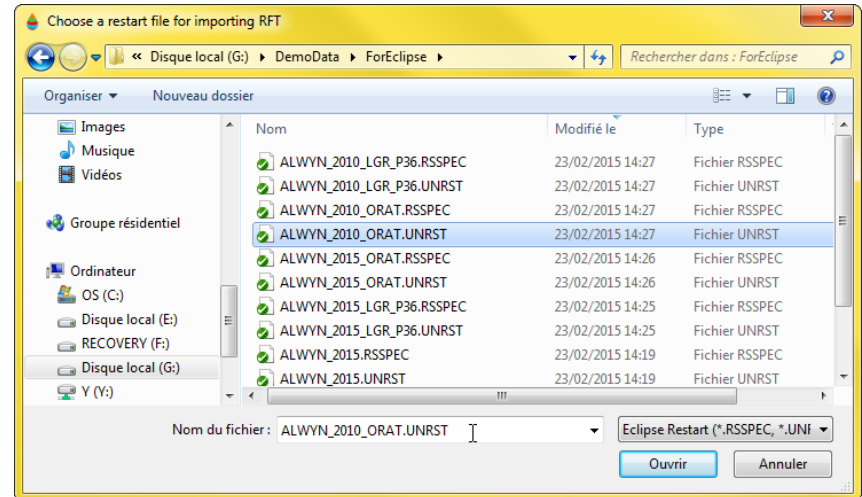 Choose a restart file for importing RFT
« Disque local (G:) ▸ DemoData ▸ ForEclipse ▸
Rechercher dans : ForEclipse
Organiser
Nouveau dossier
Images
Musique
Vidéos
Groupe résidentiel
Ordinateur
OS (C:)
Disque local (E:)
RECOVERY (F:)
Disque local (G:)
Y (Y:)
Nom Modifié le Type
ALWYN_2010_LGR_P36.RSSPEC 23/02/2015 14:27 Fichier RSSPEC
ALWYN_2010_LGR_P36.UNRST 23/02/2015 14:27 Fichier UNRST
ALWYN_2010_ORAT.RSSPEC 23/02/2015 14:27 Fichier RSSPEC
ALWYN_2010_ORAT.UNRST 23/02/2015 14:27 Fichier UNRST
ALWYN_2015_ORAT.RSSPEC 23/02/2015 14:26 Fichier RSSPEC
ALWYN_2015_ORAT.UNRST 23/02/2015 14:26 Fichier UNRST
ALWYN_2015_LGR_P36.RSSPEC 23/02/2015 14:25 Fichier RSSPEC
ALWYN_2015_LGR_P36.UNRST 23/02/2015 14:25 Fichier UNRST
ALWYN_2015.RSSPEC 23/02/2015 14:19 Fichier RSSPEC
ALWYN_2015.UNRST 23/02/2015 14:19 Fichier UNRST
Nom du fichier : ALWYN_2010_ORAT.UNRST
Eclipse Restart (*.RSSPEC, *.UNI
Ouvrir
Annuler